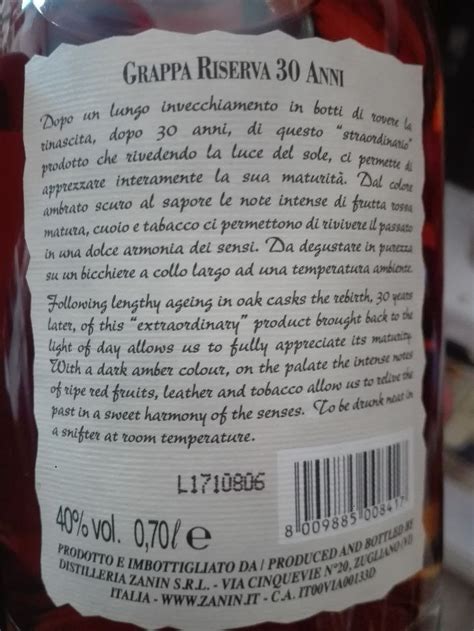 GRAPPA RISERVA 30 ANNI
Dopo un lungo invecchiamento in botti di rovere la
rinascita, dopo 30 anni, di questo "straordinario"
prodotto che rivedendo la luce del sole, ci permette di
apprezzare interamente la sua maturità. Dal colore
ambrato scuro al sapore le note intense di frutta rossa
matura, cuoio e tabacco ci permettono di rivivere il passato
in una dolce armonia dei sensi. Da degustare in purezza
su un bicchiere a collo largo ad una temperatura ambiente.
Following lengthy ageing in oak casks the rebirth, 30 years
later, of this "extraordinary" product brought back to the
light of day allows us to fully appreciate its maturity.
With a dark amber colour, on the palate the intense notes
of ripe red fruits, leather and tobacco allow us to relive the
past in a sweet harmony of the senses. To be drunk neat in
a snifter at room temperature.
L1710806
8 009885 008417
40% vol. 0,70 l e
PRODOTTO E IMBOTTIGLIATO DA / PRODUCED AND BOTTLED BY
DISTILLERIA ZANIN S.R.L. - VIA CINQUEVIE N°20, ZUGLIANO (VI)
ITALIA - WWW.ZANIN.IT - C.A. IT00VIA00133D